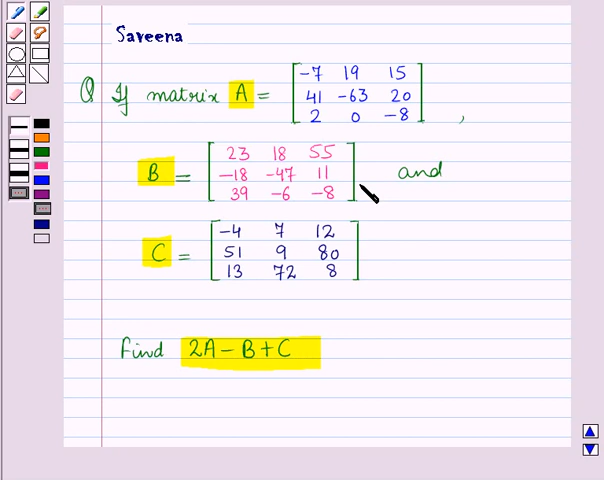 Saveena
Q If matrix A = [ -7 19 15
41 -63 20
2 0 -8 ] ,
B = [ 23 18 55
-18 -47 11
39 -6 -8 ] and
C = [ -4 7 12
51 9 80
13 72 8 ]
Find 2A - B + C